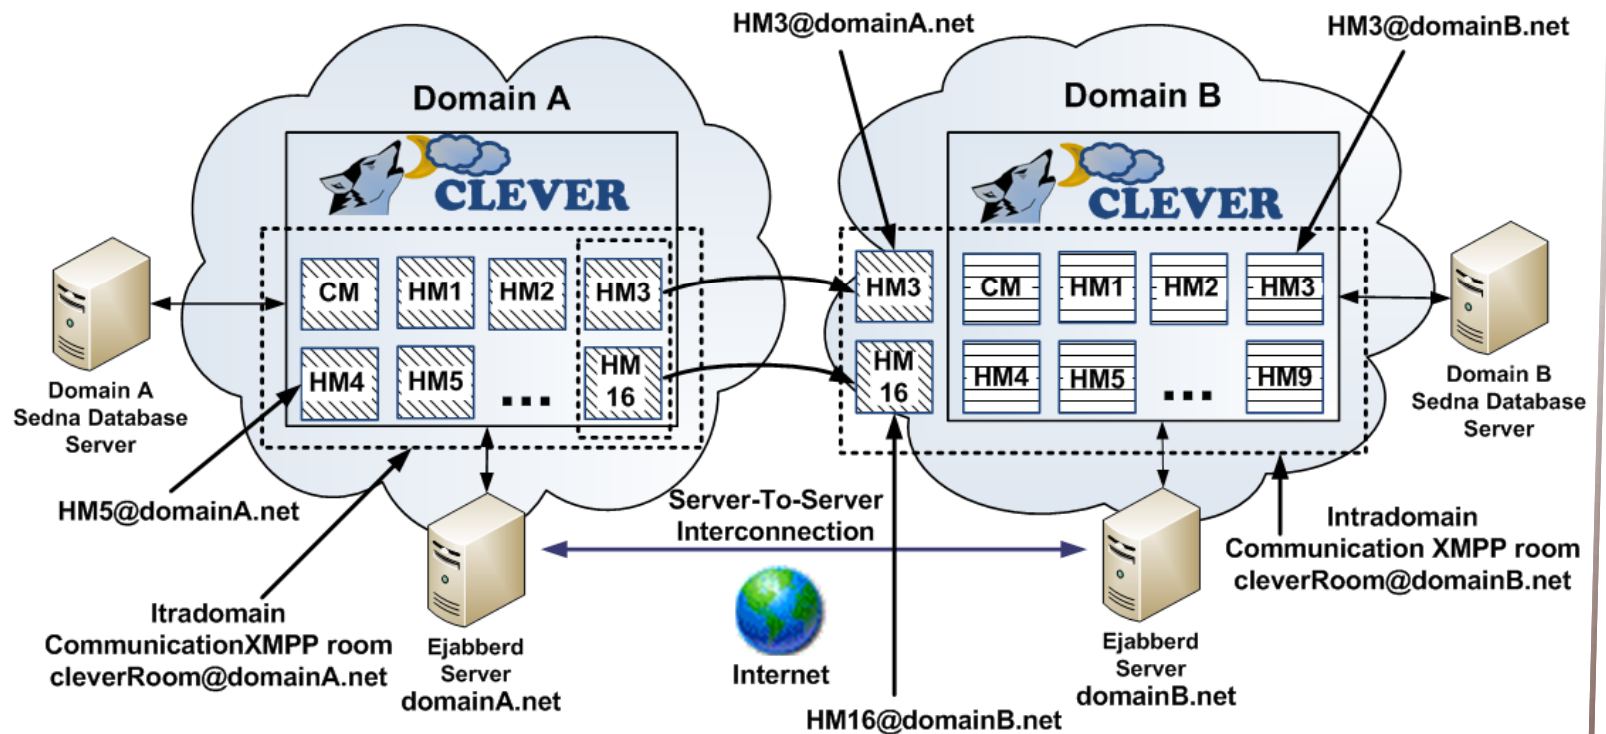 HM3@domainA.net
HM3@domainB.net
Domain A
Domain B
CLEVER
CLEVER
CM
HM1
HM2
HM3
HM3
CM
HM1
HM2
HM3
HM4
HM5
...
HM
16
HM
16
HM4
HM5
...
HM9
Domain A
Sedna Database
Server
Domain B
Sedna Database
Server
HM5@domainA.net
Server-To-Server
Interconnection
Intradomain
Communication XMPP room
cleverRoom@domainB.net
Itradomain
CommunicationXMPP room
cleverRoom@domainA.net
Ejabberd
Server
domainA.net
Internet
Ejabberd
Server
domainB.net
HM16@domainB.net